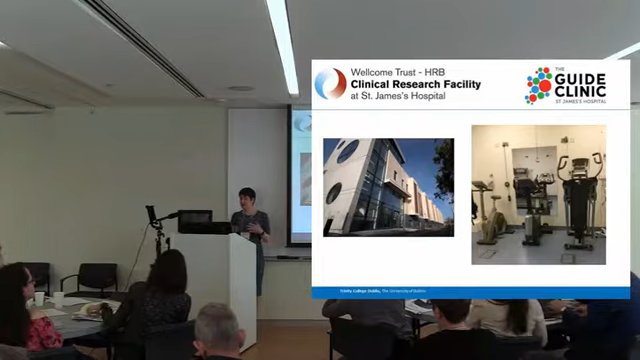 Wellcome Trust - HRB
Clinical Research Facility
at St. James's Hospital
THE
GUIDE
CLINIC
ST JAMES'S HOSPITAL
Trinity College Dublin, The University of Dublin